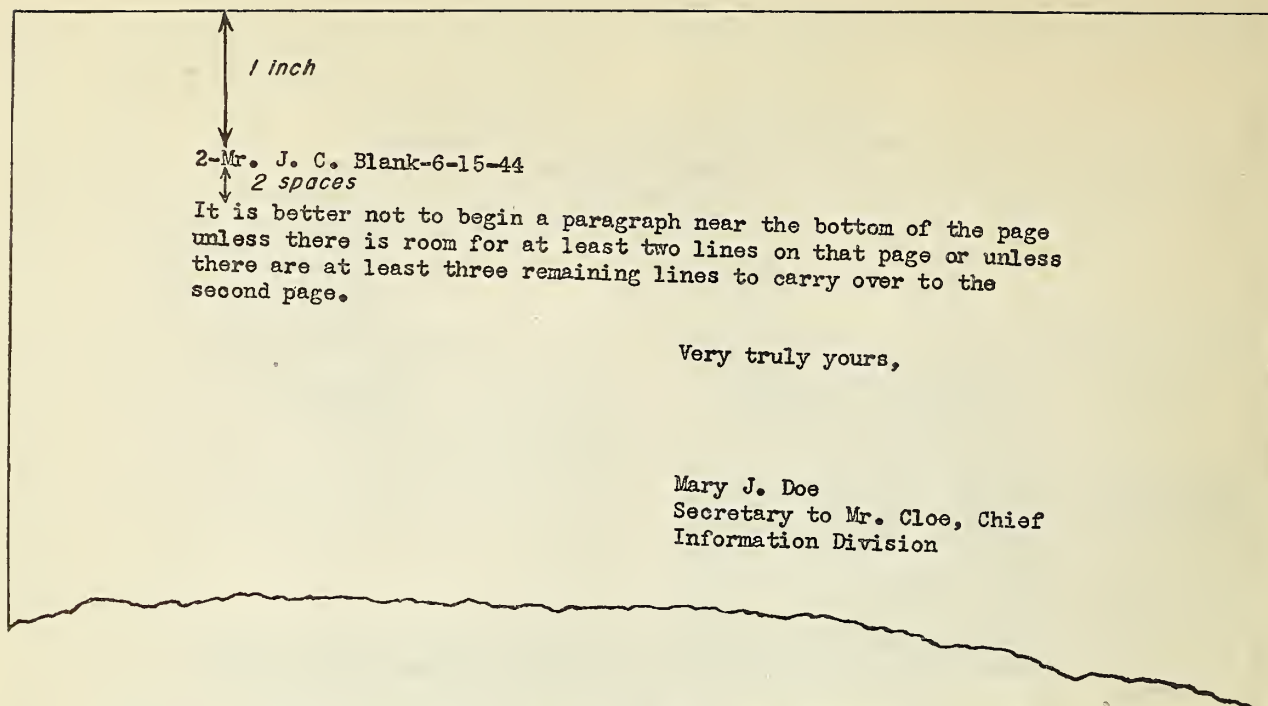 1 inch
2-Mr. J. C. Blank-6-15-44
2 spaces
It is better not to begin a paragraph near the bottom of the page
unless there is room for at least two lines on that page or unless
there are at least three remaining lines to carry over to the
second page.
Very truly yours,
Mary J. Doe
Secretary to Mr. Cloe, Chief
Information Division